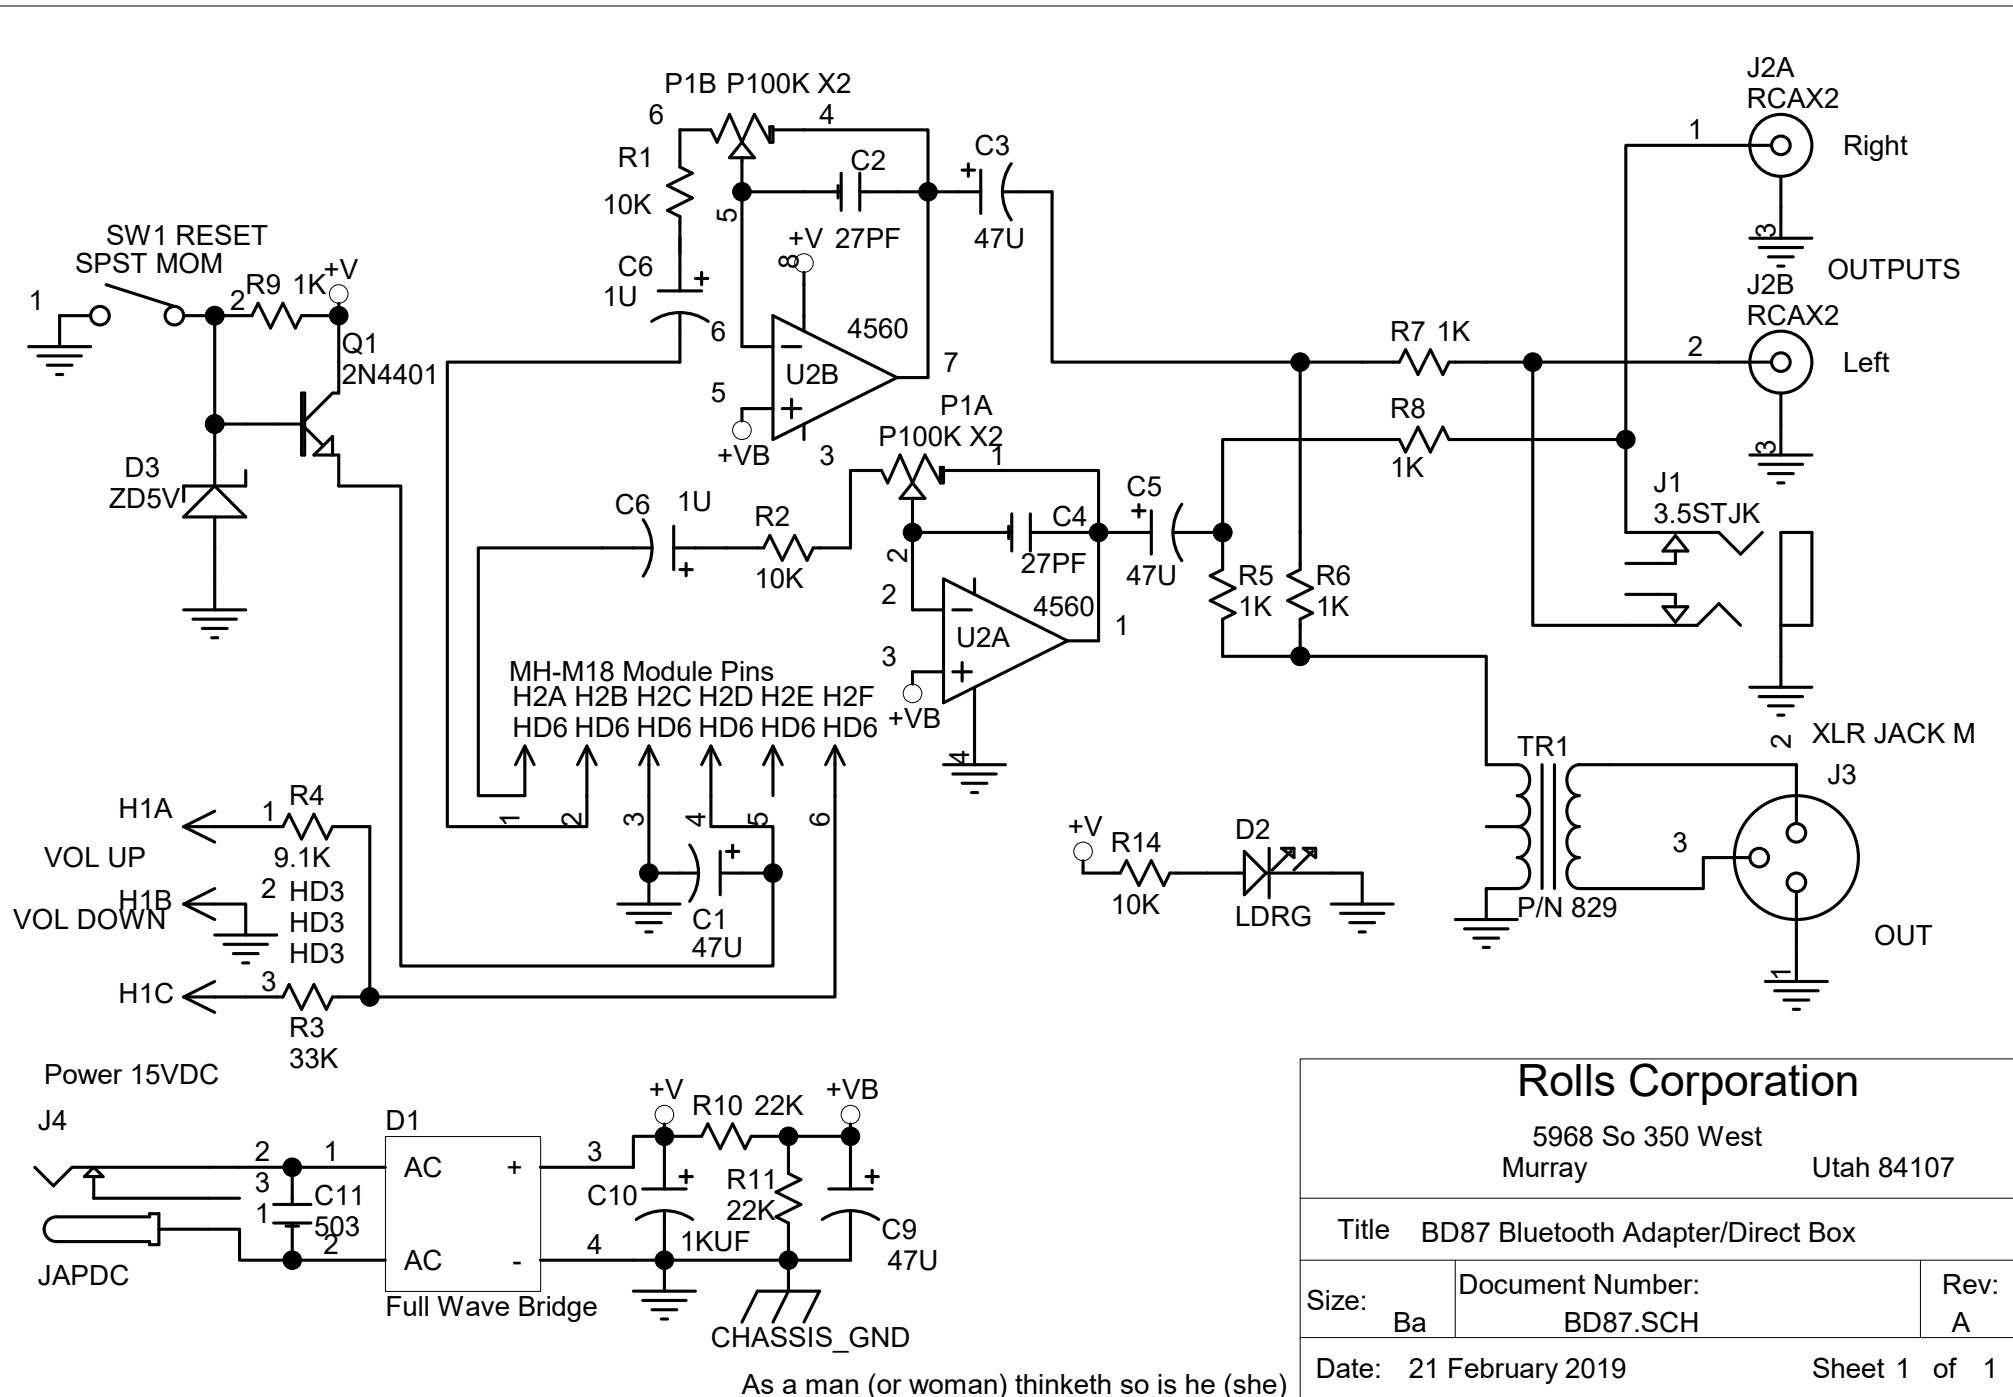 P1B P100K X2
6
4
R1
10K
C2
27PF
5
C3
47U
+V
8
C6
1U
6
5
+VB
4560
U2B
7
3
J2A
RCAX2
1
Right
3
OUTPUTS
J2B
RCAX2
2
Left
3
SW1 RESET
SPST MOM
1
2
R9 1K
+V
Q1
2N4401
D3
ZD5V
P1A
P100K X2
1
C6
1U
R2
10K
C4
27PF
2
C5
47U
2
3
+VB
4560
U2A
1
4
R7 1K
R8
1K
R5
1K
R6
1K
J1
3.5STJK
MH-M18 Module Pins
H2A H2B H2C H2D H2E H2F
HD6 HD6 HD6 HD6 HD6 HD6
1
2
3
4
5
6
C1
47U
H1A
1
R4
9.1K
VOL UP
H1B
2
HD3
VOL DOWN
HD3
HD3
H1C
3
R3
33K
+V
R14
10K
D2
LDRG
TR1
P/N 829
2
XLR JACK M
J3
3
1
OUT
Power 15VDC
J4
2
3
1
JAPDC
C11
503
D1
1
2
AC +
AC -
3
4
Full Wave Bridge
+V
R10 22K
+VB
C10
1KUF
R11
22K
C9
47U
CHASSIS_GND
As a man (or woman) thinketh so is he (she)
Rolls Corporation
5968 So 350 West
Murray Utah 84107
Title BD87 Bluetooth Adapter/Direct Box
Size: Ba
Document Number:
BD87.SCH
Rev:
A
Date: 21 February 2019 Sheet 1 of 1